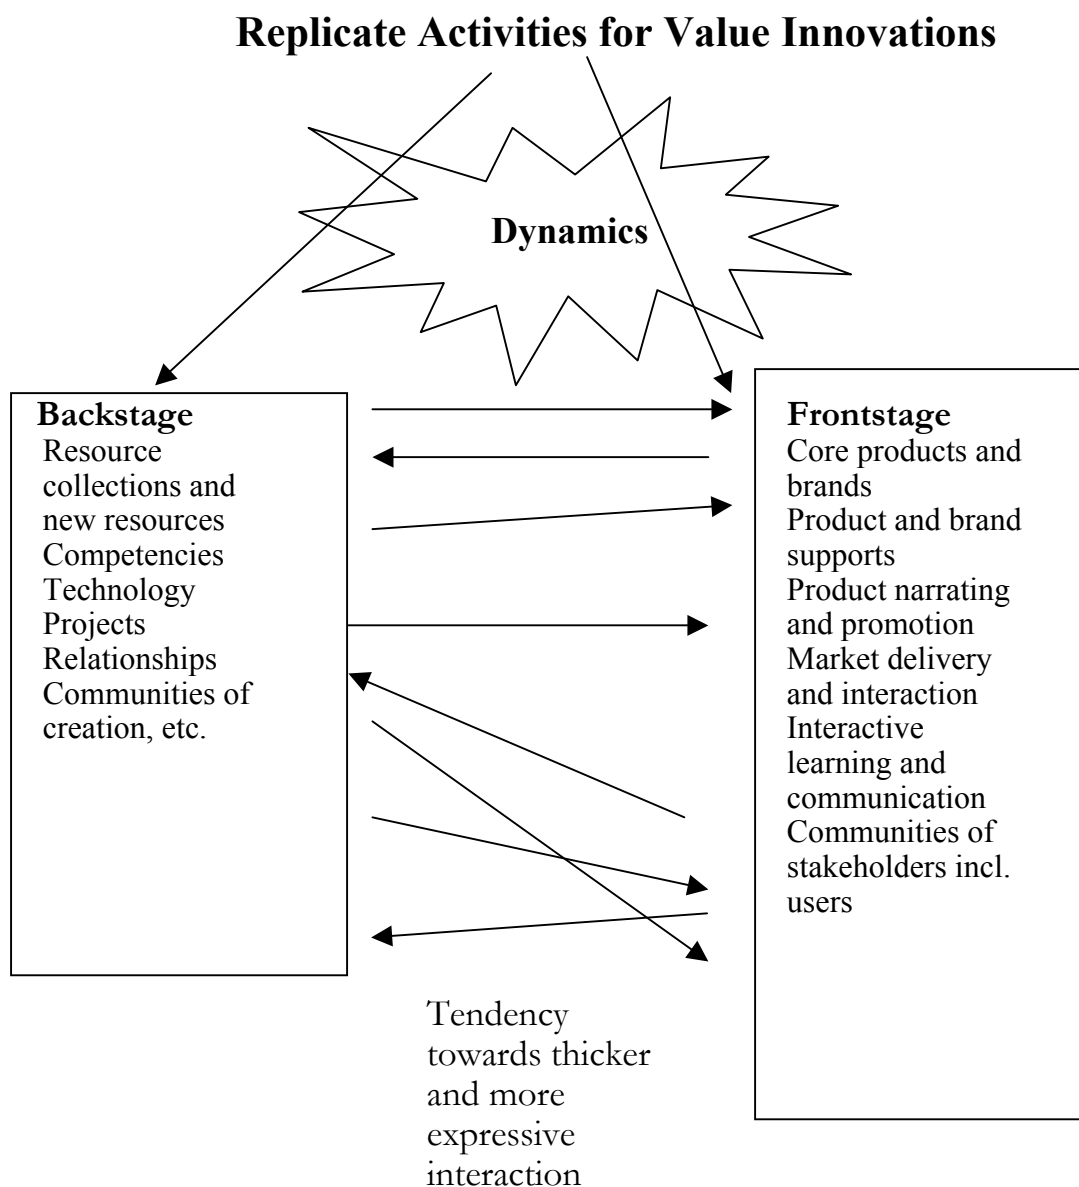 Replicate Activities for Value Innovations
Dynamics
Backstage
Resource
collections and
new resources
Competencies
Technology
Projects
Relationships
Communities of
creation, etc.
Frontstage
Core products and
brands
Product and brand
supports
Product narrating
and promotion
Market delivery
and interaction
Interactive
learning and
communication
Communities of
stakeholders incl.
users
Tendency
towards thicker
and more
expressive
interaction